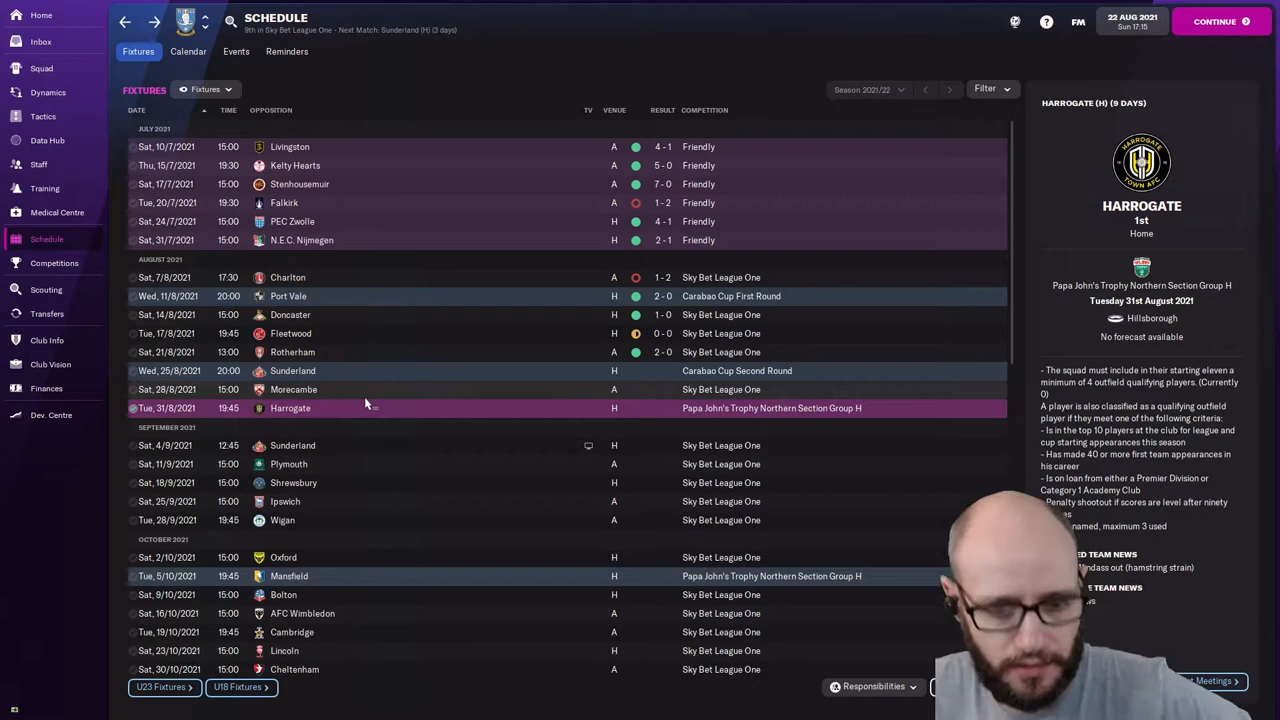 SCHEDULE
9th in Sky Bet League One - Next Match: Sunderland (H) (3 days)
FM
22 AUG 2021
Sun 17:15
CONTINUE
Home
Inbox
Squad
Dynamics
Tactics
Data Hub
Staff
Training
Medical Centre
Schedule
Competitions
Scouting
Transfers
Club Info
Club Vision
Finances
Dev. Centre
Fixtures Calendar Events Reminders
FIXTURES Fixtures
Season 2021/22
Filter
DATE TIME OPPOSITION TV VENUE RESULT COMPETITION
JULY 2021
Sat, 10/7/2021 15:00 Livingston A 4 - 1 Friendly
Thu, 15/7/2021 19:30 Kelty Hearts A 5 - 0 Friendly
Sat, 17/7/2021 15:00 Stenhousemuir A 7 - 0 Friendly
Tue, 20/7/2021 19:30 Falkirk A 1 - 2 Friendly
Sat, 24/7/2021 15:00 PEC Zwolle H 4 - 1 Friendly
Sat, 31/7/2021 15:00 N.E.C. Nijmegen H 2 - 1 Friendly
AUGUST 2021
Sat, 7/8/2021 17:30 Charlton A 1 - 2 Sky Bet League One
Wed, 11/8/2021 20:00 Port Vale H 2 - 0 Carabao Cup First Round
Sat, 14/8/2021 15:00 Doncaster H 1 - 0 Sky Bet League One
Tue, 17/8/2021 19:45 Fleetwood H 0 - 0 Sky Bet League One
Sat, 21/8/2021 13:00 Rotherham A 2 - 0 Sky Bet League One
Wed, 25/8/2021 20:00 Sunderland H Carabao Cup Second Round
Sat, 28/8/2021 15:00 Morecambe A Sky Bet League One
Tue, 31/8/2021 19:45 Harrogate H Papa John's Trophy Northern Section Group H
SEPTEMBER 2021
Sat, 4/9/2021 12:45 Sunderland H Sky Bet League One
Sat, 11/9/2021 15:00 Plymouth A Sky Bet League One
Sat, 18/9/2021 15:00 Shrewsbury H Sky Bet League One
Sat, 25/9/2021 15:00 Ipswich A Sky Bet League One
Tue, 28/9/2021 19:45 Wigan A Sky Bet League One
OCTOBER 2021
Sat, 2/10/2021 15:00 Oxford H Sky Bet League One
Tue, 5/10/2021 19:45 Mansfield H Papa John's Trophy Northern Section Group H
Sat, 9/10/2021 15:00 Bolton H Sky Bet League One
Sat, 16/10/2021 15:00 AFC Wimbledon A Sky Bet League One
Tue, 19/10/2021 19:45 Cambridge A Sky Bet League One
Sat, 23/10/2021 15:00 Lincoln H Sky Bet League One
Sat, 30/10/2021 15:00 Cheltenham A Sky Bet League One
U23 Fixtures
U18 Fixtures
Responsibilities
Meetings
HARROGATE (H) (9 DAYS)
HARROGATE
TOWN AFC
HARROGATE
1st
Home
Papa John's Trophy Northern Section Group H
Tuesday 31st August 2021
Hillsborough
No forecast available
- The squad must include in their starting eleven a
minimum of 4 outfield qualifying players. (Currently
0)
A player is also classified as a qualifying outfield
player if they meet one of the following criteria:
- Is in the top 10 players at the club for league and
cup starting appearances this season
- Has made 40 or more first team appearances in
his career
- Is on loan from either a Premier Division or
Category 1 Academy Club
Penalty shootout if scores are level after ninety
named, maximum 3 used
TEAM NEWS
out (hamstring strain)
TEAM NEWS